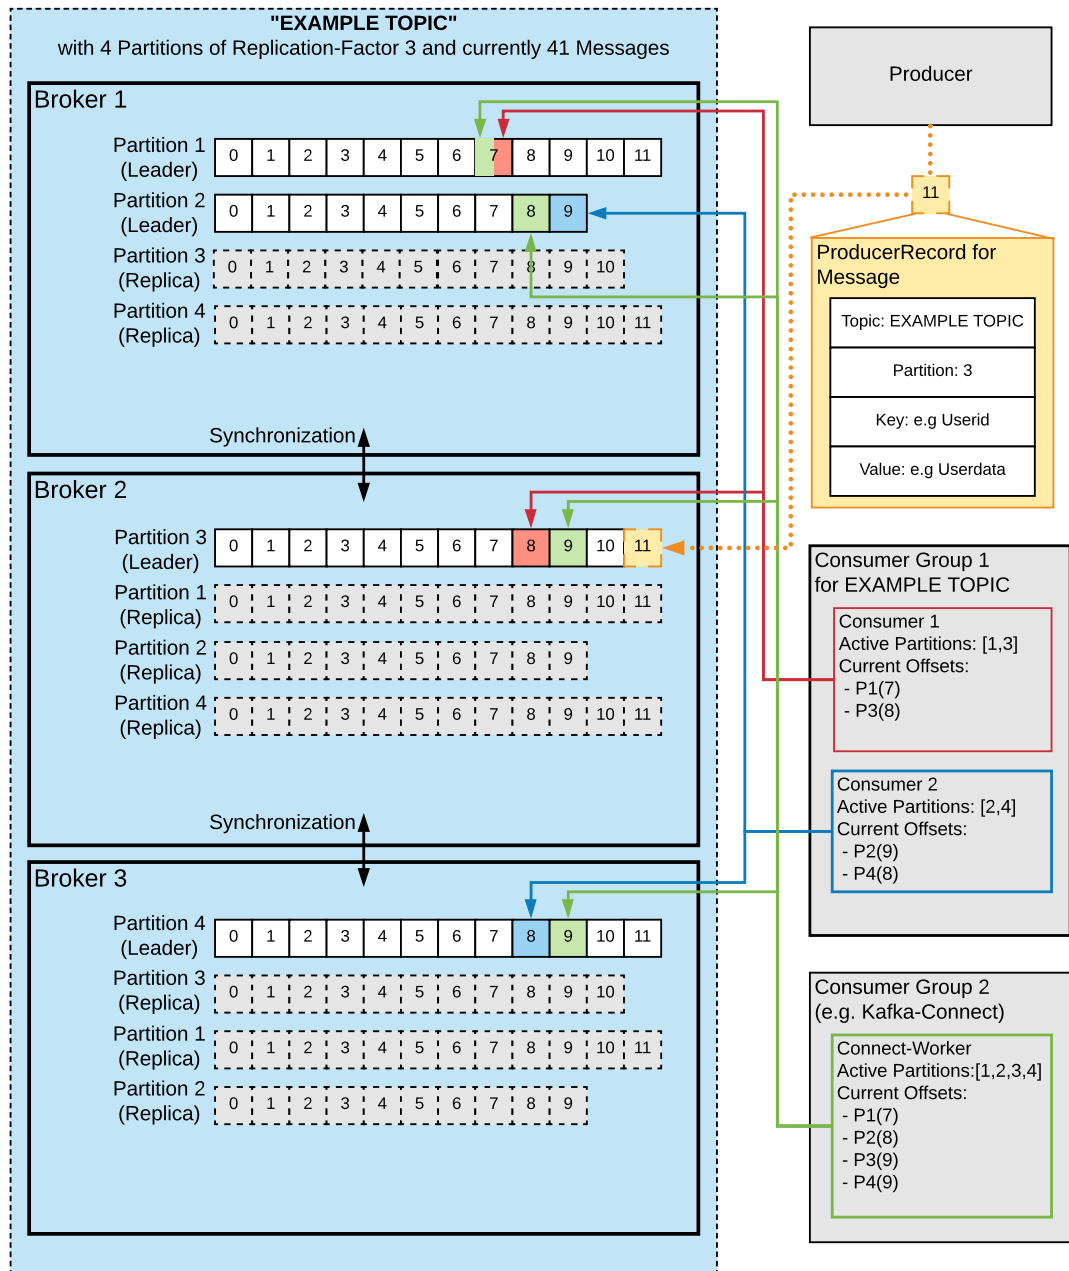 "EXAMPLE TOPIC"
with 4 Partitions of Replication-Factor 3 and currently 41 Messages
Broker 1
Partition 1
(Leader)
0 1 2 3 4 5 6 7 8 9 10 11
Partition 2
(Leader)
0 1 2 3 4 5 6 7 8 9
Partition 3
(Replica)
0 1 2 3 4 5 6 7 8 9 10
Partition 4
(Replica)
0 1 2 3 4 5 6 7 8 9 10 11
Synchronization
Broker 2
Partition 3
(Leader)
0 1 2 3 4 5 6 7 8 9 10 11
Partition 1
(Replica)
0 1 2 3 4 5 6 7 8 9 10 11
Partition 2
(Replica)
0 1 2 3 4 5 6 7 8 9
Partition 4
(Replica)
0 1 2 3 4 5 6 7 8 9 10 11
Synchronization
Broker 3
Partition 4
(Leader)
0 1 2 3 4 5 6 7 8 9 10 11
Partition 3
(Replica)
0 1 2 3 4 5 6 7 8 9 10
Partition 1
(Replica)
0 1 2 3 4 5 6 7 8 9 10 11
Partition 2
(Replica)
0 1 2 3 4 5 6 7 8 9
Producer
11
ProducerRecord for
Message
Topic: EXAMPLE TOPIC
Partition: 3
Key: e.g Userid
Value: e.g Userdata
Consumer Group 1
for EXAMPLE TOPIC
Consumer 1
Active Partitions: [1,3]
Current Offsets:
- P1(7)
- P3(8)
Consumer 2
Active Partitions: [2,4]
Current Offsets:
- P2(9)
- P4(8)
Consumer Group 2
(e.g. Kafka-Connect)
Connect-Worker
Active Partitions:[1,2,3,4]
Current Offsets:
- P1(7)
- P2(8)
- P3(9)
- P4(9)